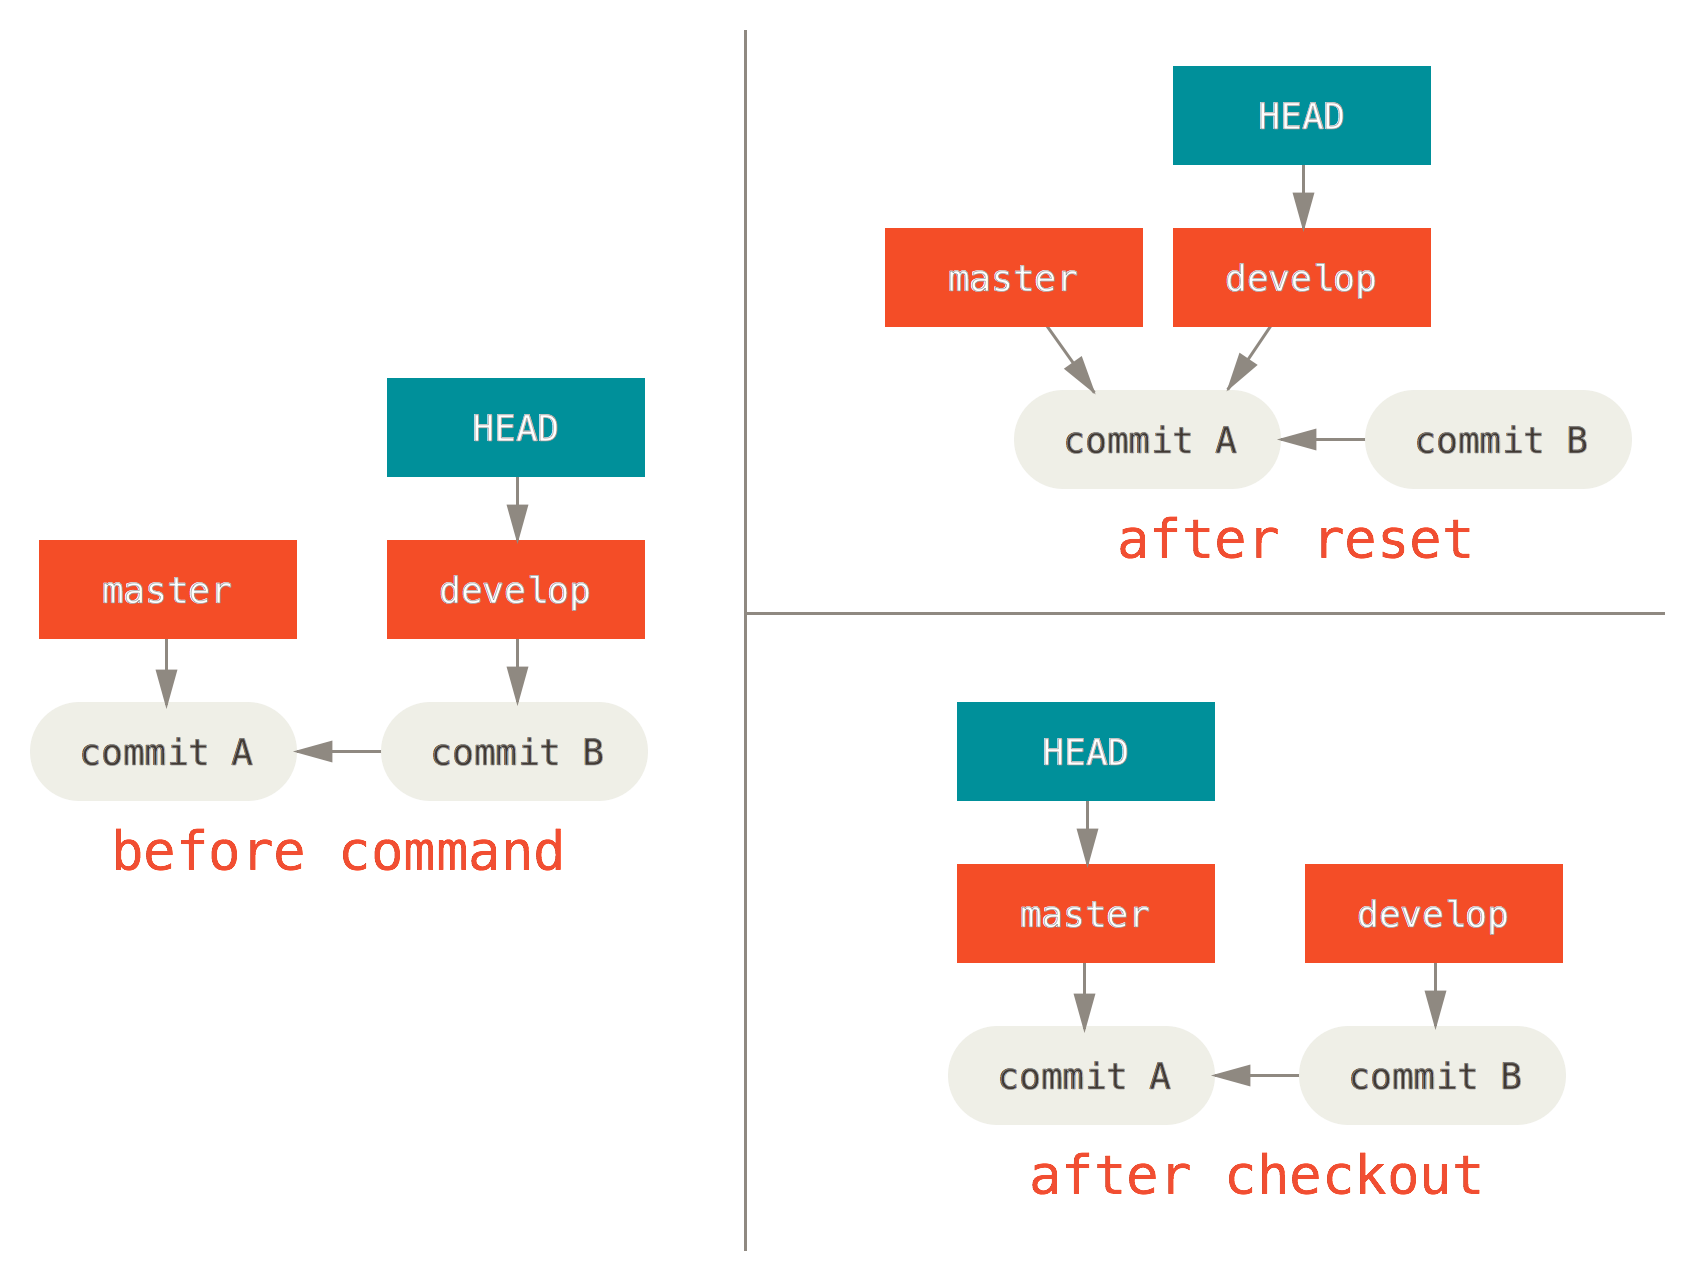 HEAD
master
develop
commit A
commit B
before command
HEAD
master
develop
commit A
commit B
after reset
HEAD
master
develop
commit A
commit B
after checkout